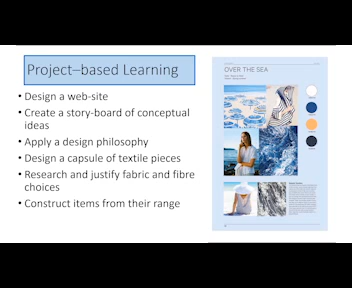 Project–based Learning
• Design a web-site
• Create a story-board of conceptual
ideas
• Apply a design philosophy
• Design a capsule of textile pieces
• Research and justify fabric and fibre
choices
• Construct items from their range
OVER THE SEA